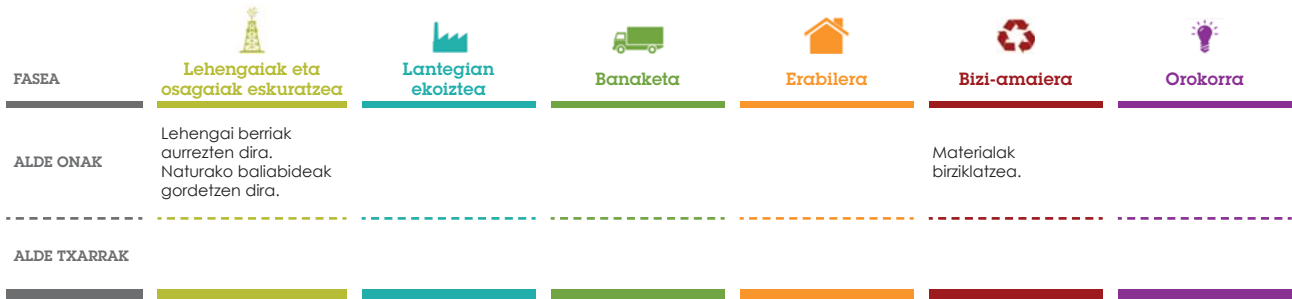 FASEA
Lehengaiak eta
osagaiak eskuratzea
Lantegian
ekoiztea
Banaketa
Erabilera
Bizi-amaiera
Orokorra
ALDE ONAK
Lehengai berriak
aurrezten dira.
Naturako baliabideak
gordetzen dira.
Materialak
birziklatzea.
ALDE TXARRAK